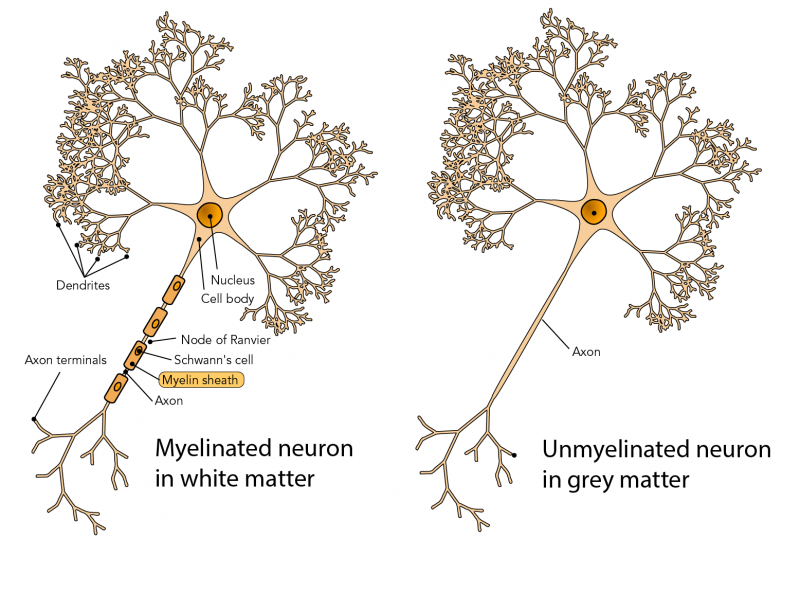 Dendrites
Nucleus
Cell body
Node of Ranvier
Axon terminals
Schwann's cell
Myelin sheath
Axon
Myelinated neuron
in white matter
Axon
Unmyelinated neuron
in grey matter